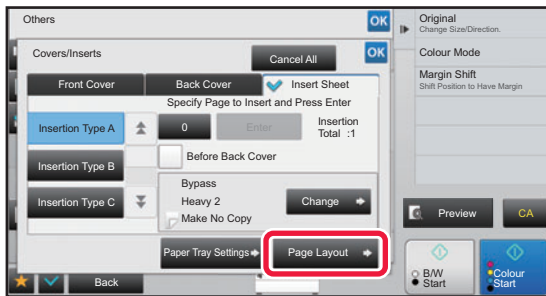 Others
OK
Covers/Inserts
Cancel All
OK
Front Cover
Back Cover
Insert Sheet
Specify Page to Insert and Press Enter
Insertion Type A
0
Enter
Insertion
Total :1
Before Back Cover
Insertion Type B
Bypass
Heavy 2
Make No Copy
Change
Insertion Type C
Paper Tray Settings
Page Layout
Back
Original
Change Size/Direction.
Colour Mode
Margin Shift
Shift Position to Have Margin
Preview
CA
B/W
Start
Colour
Start